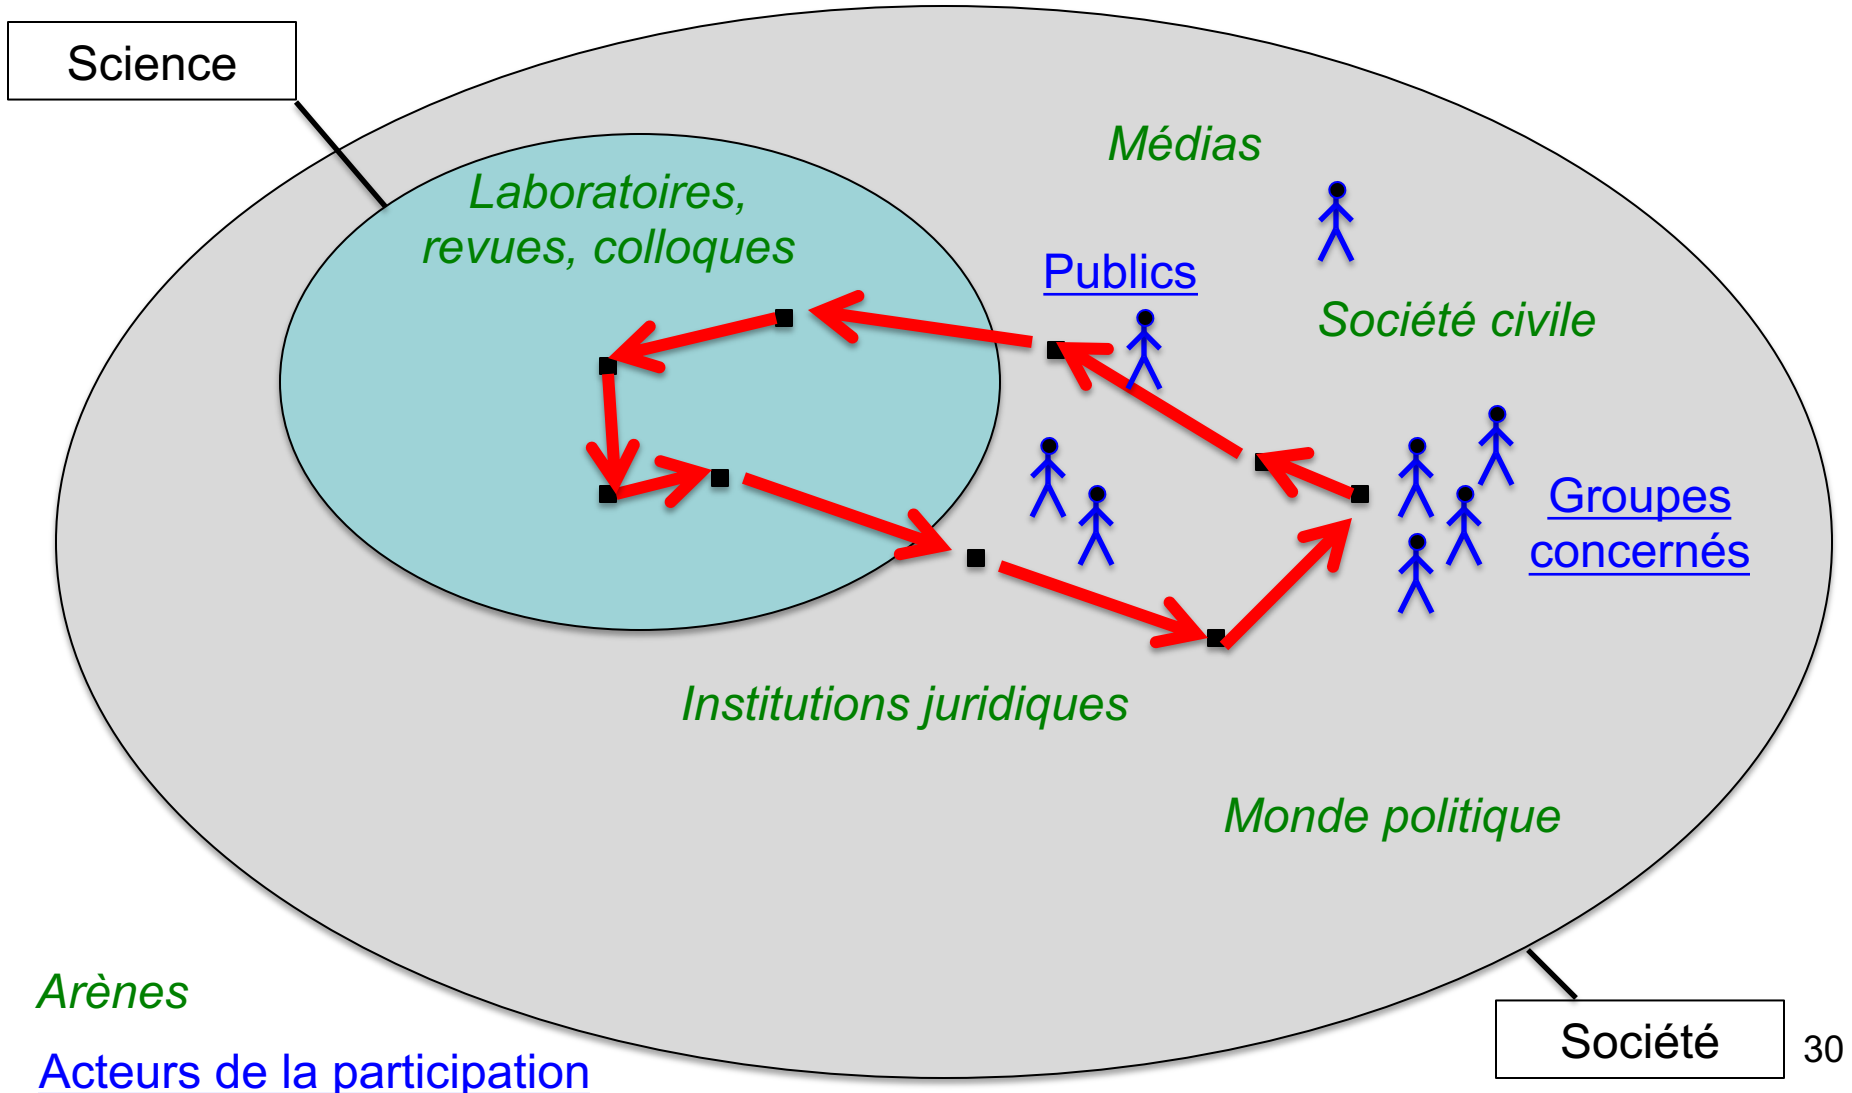 Science
Médias
Laboratoires,
revues, colloques
Publics
Société civile
Groupes
concernés
Institutions juridiques
Monde politique
Arènes
Société
30
Acteurs de la participation